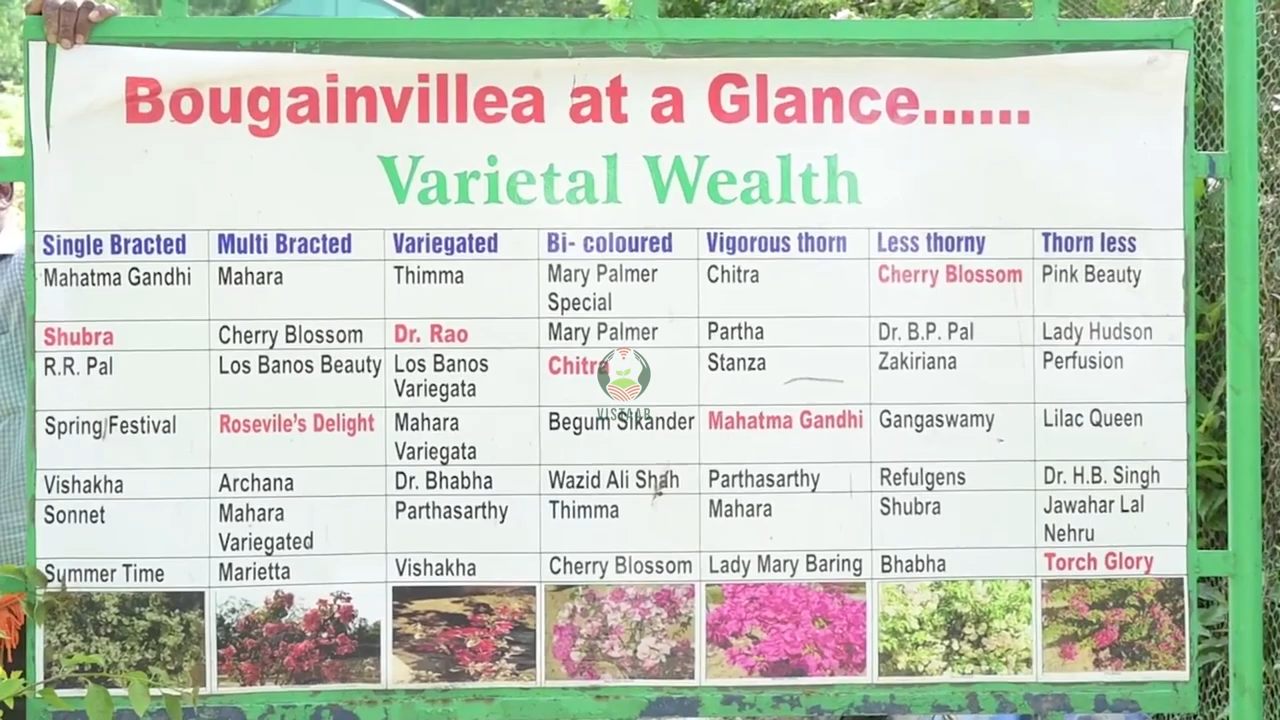 Bougainvillea at a Glance......
Varietal Wealth
Single Bracted Multi Bracted Variegated Bi- coloured Vigorous thorn Less thorny Thorn less
Mahatma Gandhi Mahara Thimma Mary Palmer Special Chitra Cherry Blossom Pink Beauty
Shubra Cherry Blossom Dr. Rao Mary Palmer Partha Dr. B.P. Pal Lady Hudson
R.R. Pal Los Banos Beauty Los Banos Variegata Chitra Stanza Zakiriana Perfusion
Spring Festival Rosevile's Delight Mahara Variegata Begum Sikander Mahatma Gandhi Gangaswamy Lilac Queen
Vishakha Archana Dr. Bhabha Wazid Ali Shah Parthasarthy Refulgens Dr. H.B. Singh
Sonnet Mahara Variegated Parthasarthy Thimma Mahara Shubra Jawahar Lal Nehru
Summer Time Marietta Vishakha Cherry Blossom Lady Mary Baring Bhabha Torch Glory
VISTAAR